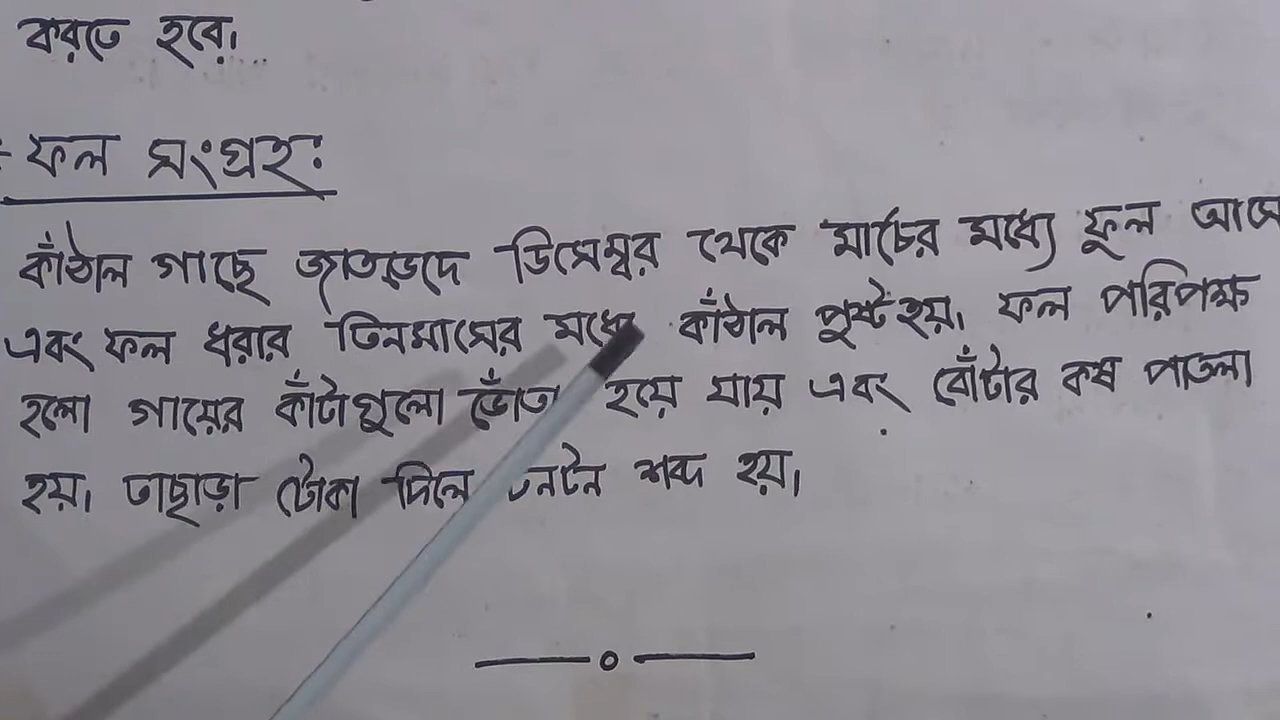 করতে হবে।
ফল সংগ্রহ:
কাঁঠাল গাছে জাতভেদে ডিসেম্বর থেকে মার্চের মধ্যে ফুল আসে
এবং ফল ধরার তিনমাসের মধ্যে কাঁঠাল পুষ্ট হয়। ফল পরিপক্ক
হলো গায়ের কাঁটাগুলো ভোঁতা হয়ে যায় এবং বোঁটার কষ পাতলা
হয়। তাছাড়া টোকা দিলে টনটন শব্দ হয়।